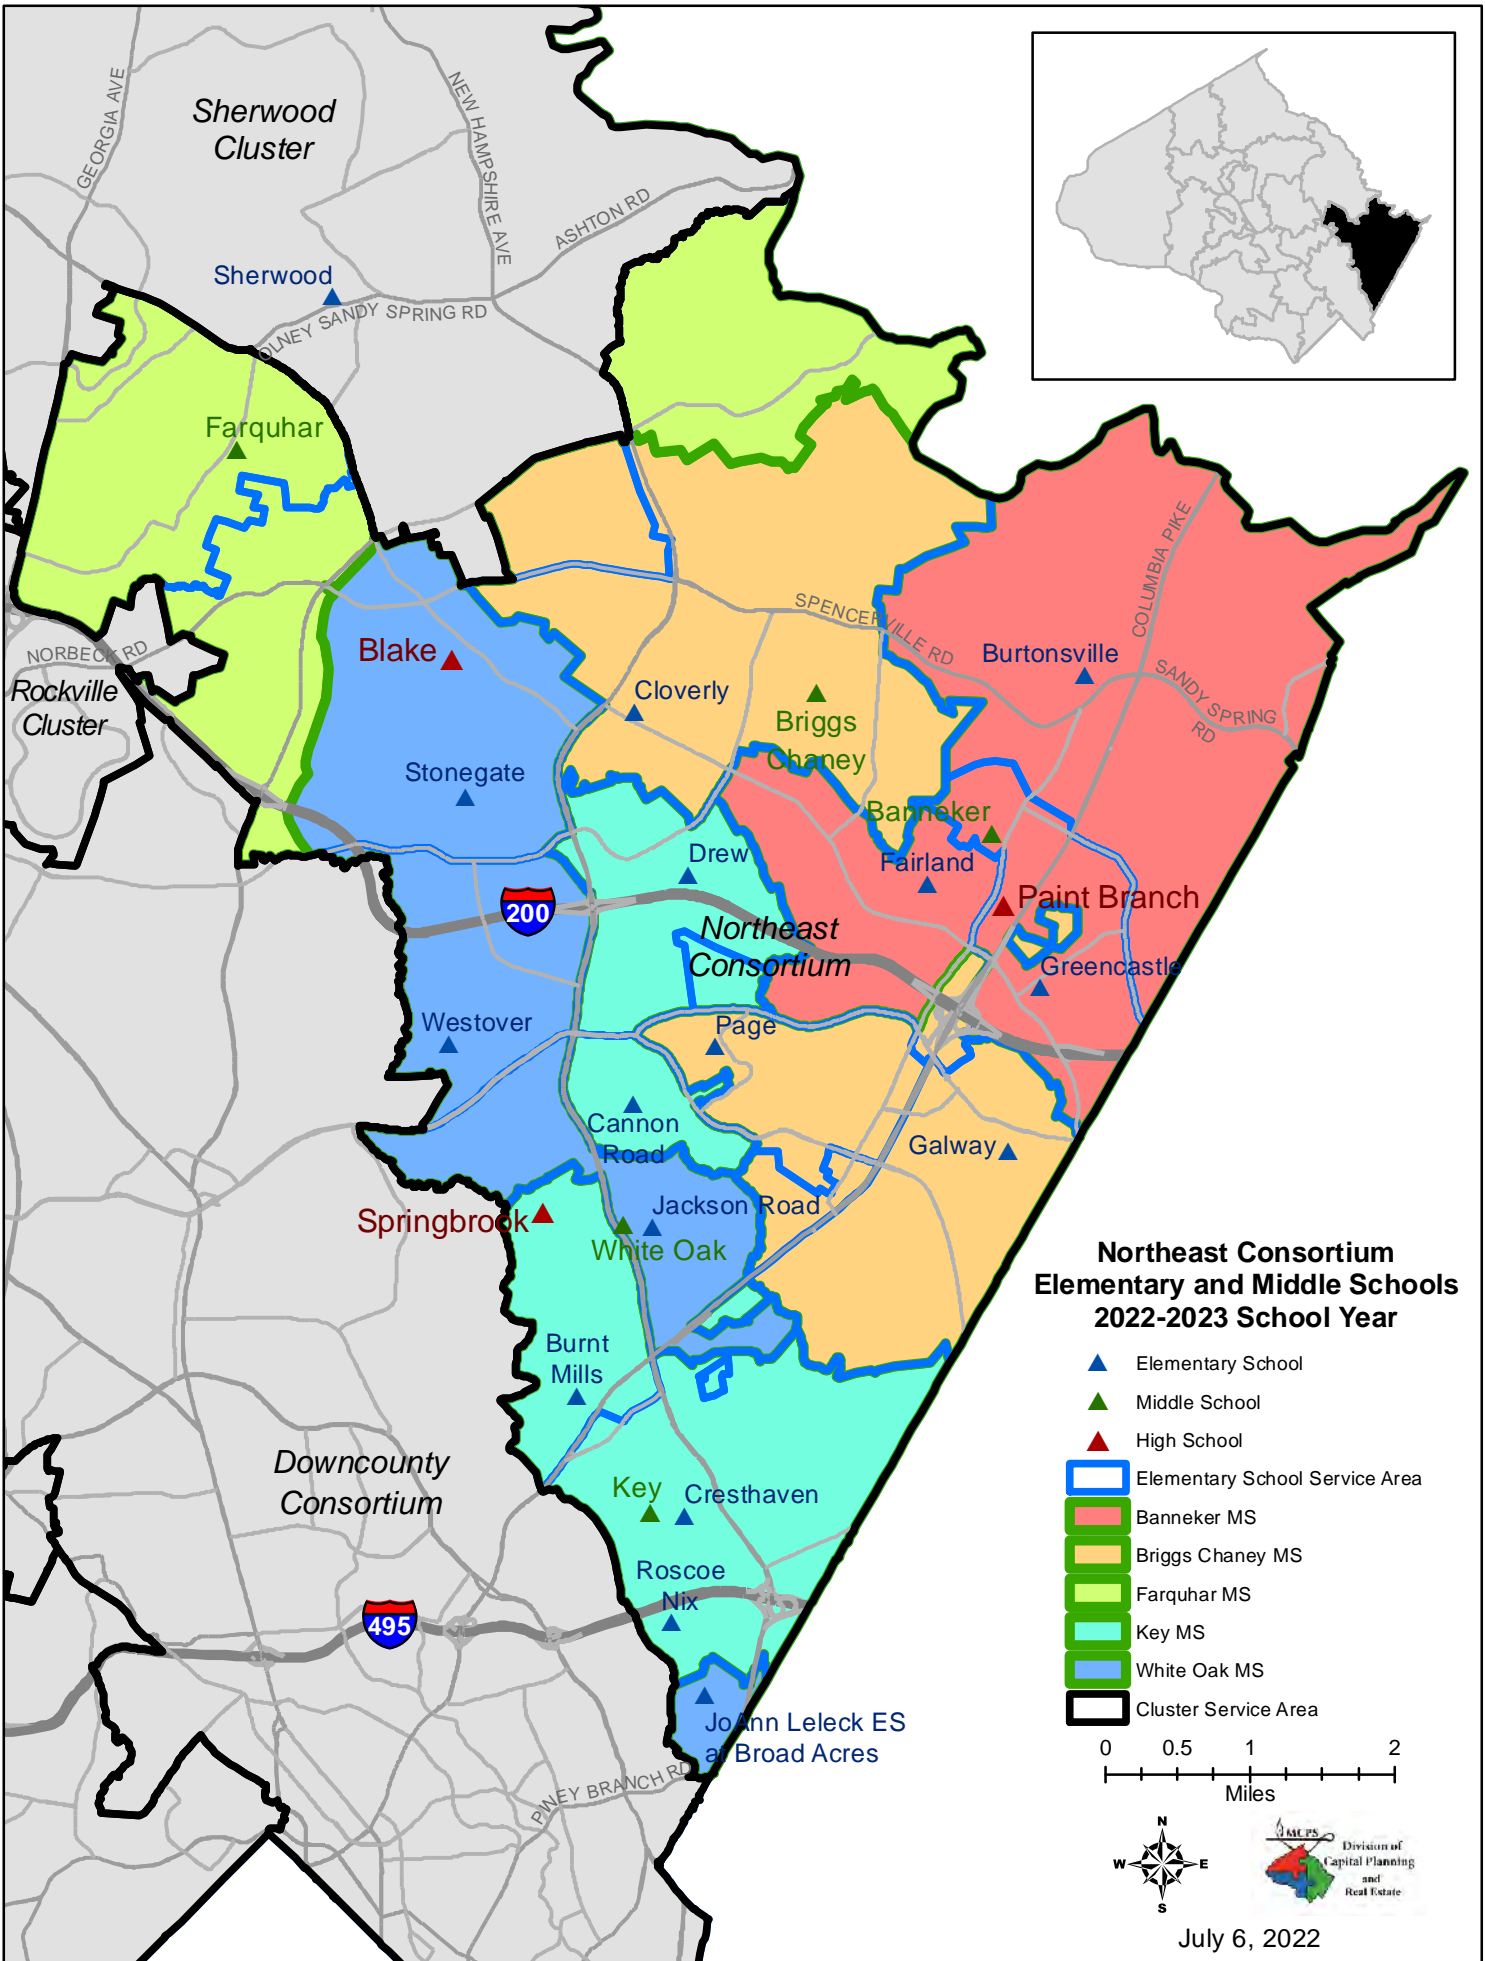 Sherwood
Cluster
GEORGIA AVE
NEW HAMPSHIRE AVE
ASHTON RD
Sherwood
OLNEY SANDY SPRING RD
Farquhar
NORBECK RD
Rockville
Cluster
Blake
Stonegate
Cloverly
SPENCERVILLE RD
Briggs
Chaney
COLUMBIA PIKE
Burtonsville
SANDY SPRING
RD
Banneker
Fairland
Drew
Paint Branch
200
Northeast
Consortium
Greencastle
Westover
Page
Cannon
Road
Galway
Springbrook
Jackson Road
White Oak
Burnt
Mills
Downcounty
Consortium
Key
Cresthaven
Roscoe
Nix
495
JoAnn Leleck ES
at Broad Acres
PINEY BRANCH RD
Northeast Consortium
Elementary and Middle Schools
2022-2023 School Year
Elementary School
Middle School
High School
Elementary School Service Area
Banneker MS
Briggs Chaney MS
Farquhar MS
Key MS
White Oak MS
Cluster Service Area
0 0.5 1 2
Miles
N
W E
S
MCPS
Division of
Capital Planning
and
Real Estate
July 6, 2022